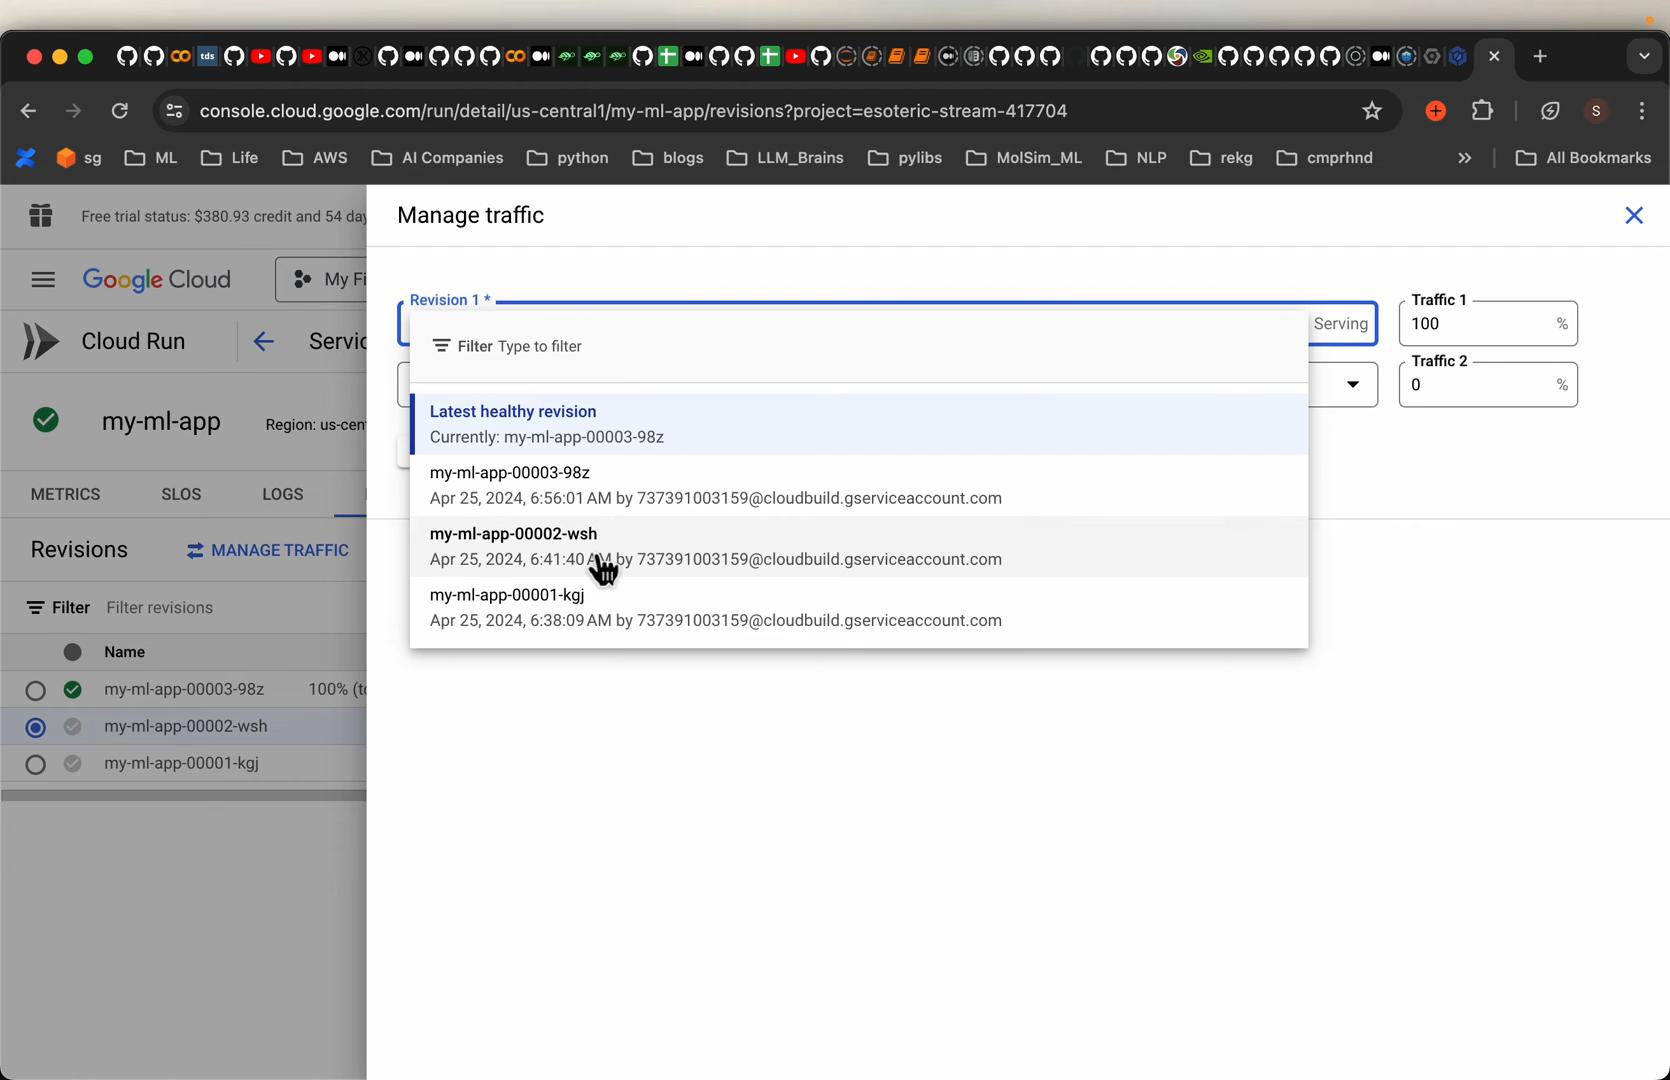 tds
console.cloud.google.com/run/detail/us-central1/my-ml-app/revisions?project=esoteric-stream-417704
S
sg ML Life AWS AI Companies python blogs LLM_Brains pylibs MolSim_ML NLP rekg cmprhnd All Bookmarks
Free trial status: $380.93 credit and 54 day
Manage traffic
Google Cloud
My Fi
Revision 1 *
Serving
Traffic 1
100 %
Filter Type to filter
Cloud Run
Servic
Traffic 2
0 %
Latest healthy revision
Currently: my-ml-app-00003-98z
my-ml-app
Region: us-cen
my-ml-app-00003-98z
Apr 25, 2024, 6:56:01 AM by 737391003159@cloudbuild.gserviceaccount.com
METRICS SLOS LOGS
my-ml-app-00002-wsh
Apr 25, 2024, 6:41:40 AM by 737391003159@cloudbuild.gserviceaccount.com
Revisions
MANAGE TRAFFIC
my-ml-app-00001-kgj
Apr 25, 2024, 6:38:09 AM by 737391003159@cloudbuild.gserviceaccount.com
Filter Filter revisions
Name
my-ml-app-00003-98z 100% (to
my-ml-app-00002-wsh
my-ml-app-00001-kgj